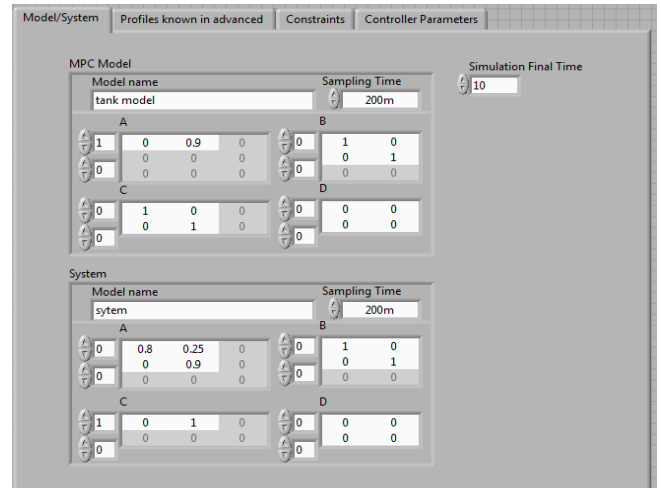 Model/System Profiles known in advanced Constraints Controller Parameters
MPC Model
Simulation Final Time
10
Model name Sampling Time
tank model 200m
A B
1 0 0.9 0 0 1 0
0 0 0 0 1
0 0 0 0 0 0 0
C D
0 1 0 0 0 0 0
0 1 0 0
0 0
System
Model name Sampling Time
sytem 200m
A B
0 0.8 0.25 0 0 1 0
0 0.9 0 1
0 0 0 0 0 0 0
C D
1 0 1 0 0 0 0
0 0 0 0 0
0 0